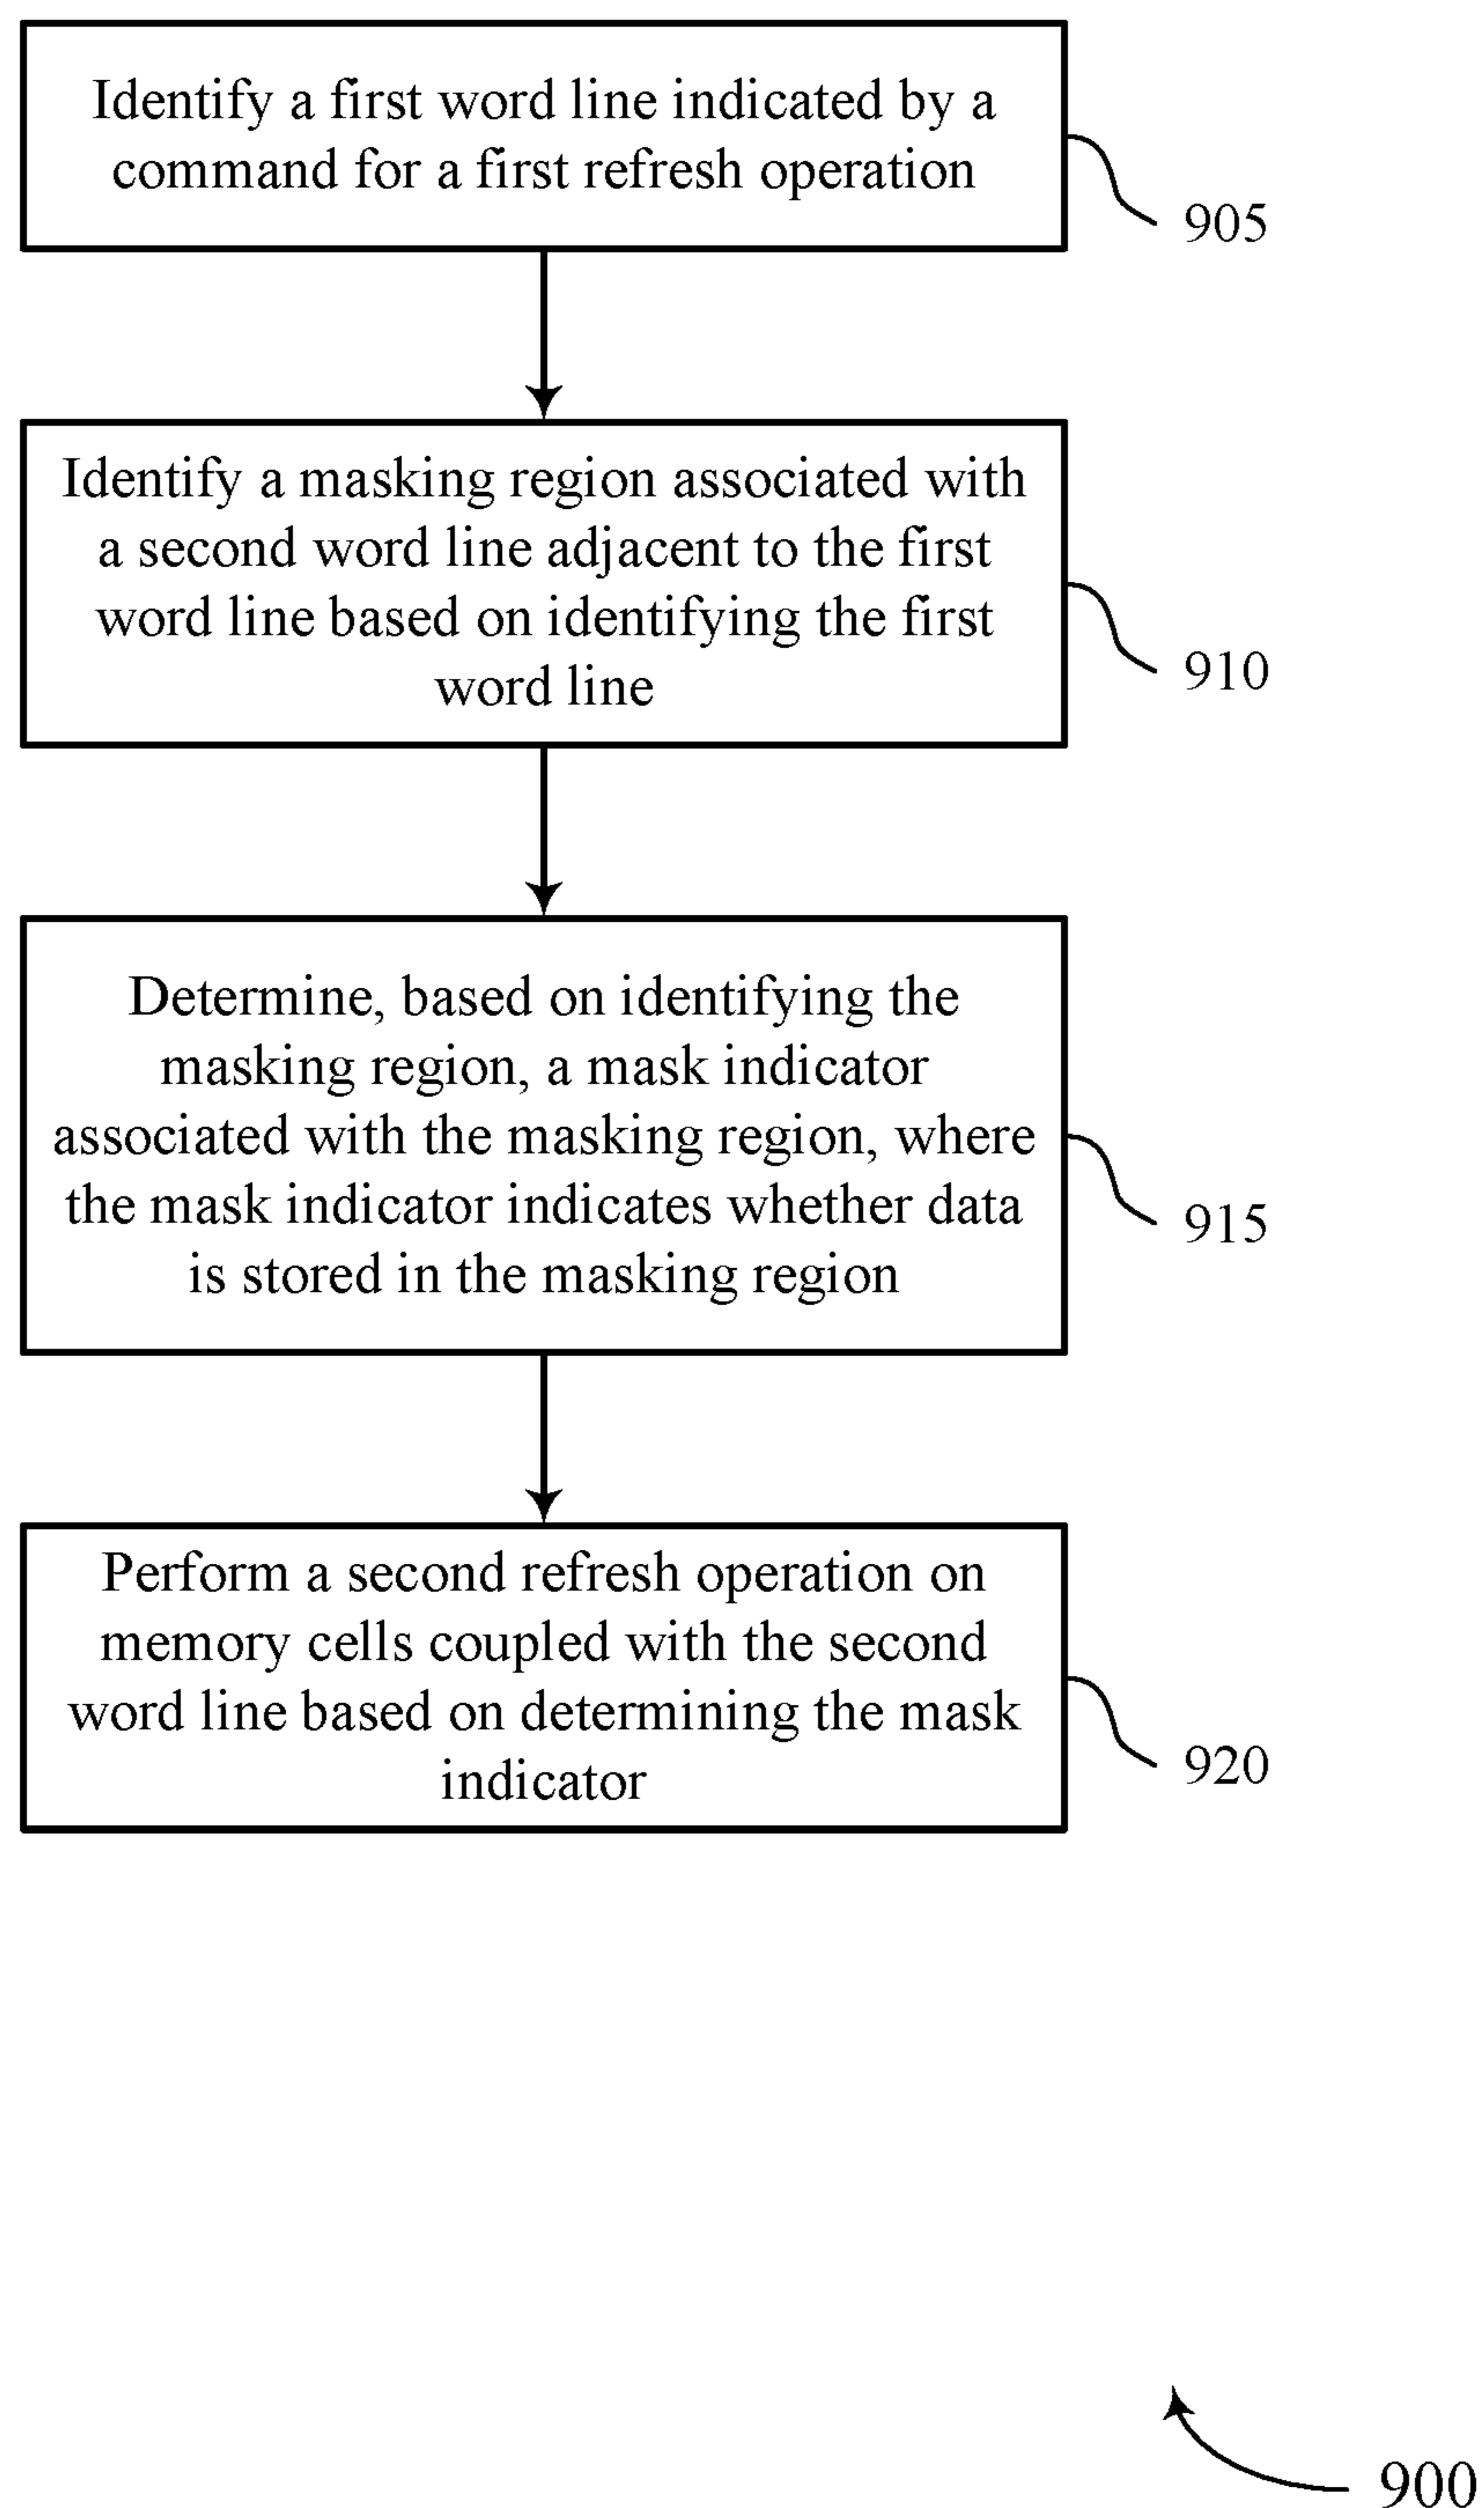 Identify a first word line indicated by a
command for a first refresh operation
905
Identify a masking region associated with
a second word line adjacent to the first
word line based on identifying the first
word line
910
Determine, based on identifying the
masking region, a mask indicator
associated with the masking region, where
the mask indicator indicates whether data
is stored in the masking region
915
Perform a second refresh operation on
memory cells coupled with the second
word line based on determining the mask
indicator
920
900